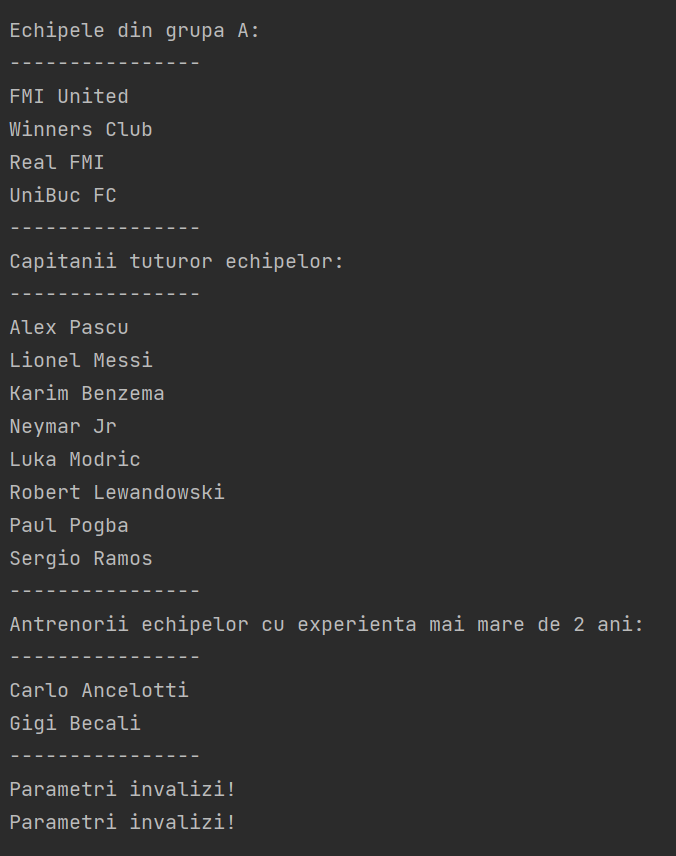 Echipele din grupa A:
----------------
FMI United
Winners Club
Real FMI
UniBuc FC
----------------
Capitanii tuturor echipelor:
----------------
Alex Pascu
Lionel Messi
Karim Benzema
Neymar Jr
Luka Modric
Robert Lewandowski
Paul Pogba
Sergio Ramos
----------------
Antrenorii echipelor cu experienta mai mare de 2 ani:
----------------
Carlo Ancelotti
Gigi Becali
----------------
Parametri invalizi!
Parametri invalizi!